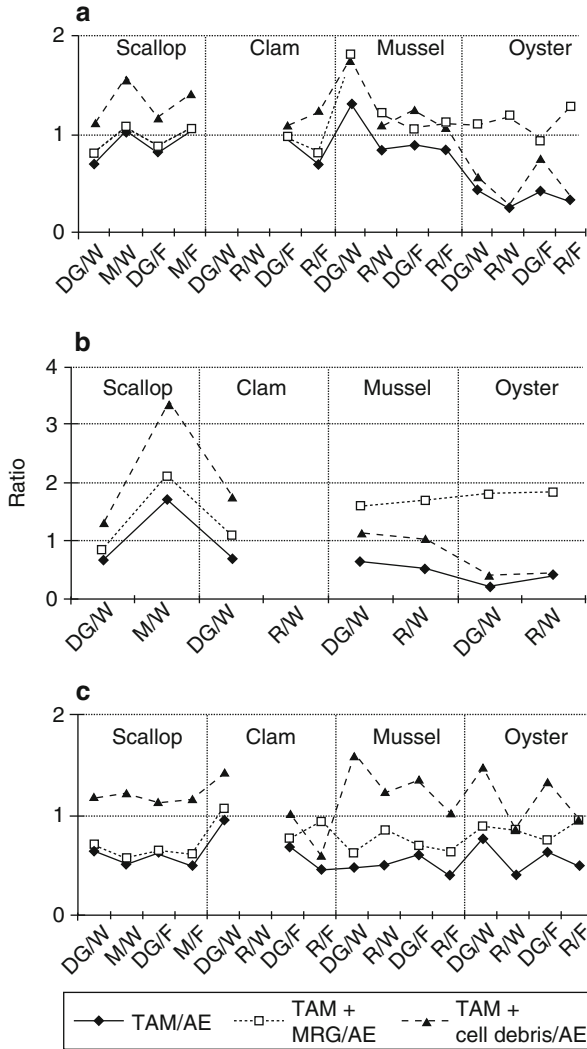 a
2
Scallop Clam Mussel Oyster
1
0
DG/W M/W DG/F M/F DG/W R/W DG/F R/F DG/W R/W DG/F R/F DG/W R/W DG/F R/F
b
4
Scallop Clam Mussel Oyster
3
Ratio
2
1
0
DG/W M/W DG/W R/W DG/W R/W DG/W R/W
c
2
Scallop Clam Mussel Oyster
1
0
DG/W M/W DG/F M/F DG/W R/W DG/F R/F DG/W R/W DG/F R/F DG/W R/W DG/F R/F
TAM/AE
TAM +
MRG/AE
TAM +
cell debris/AE